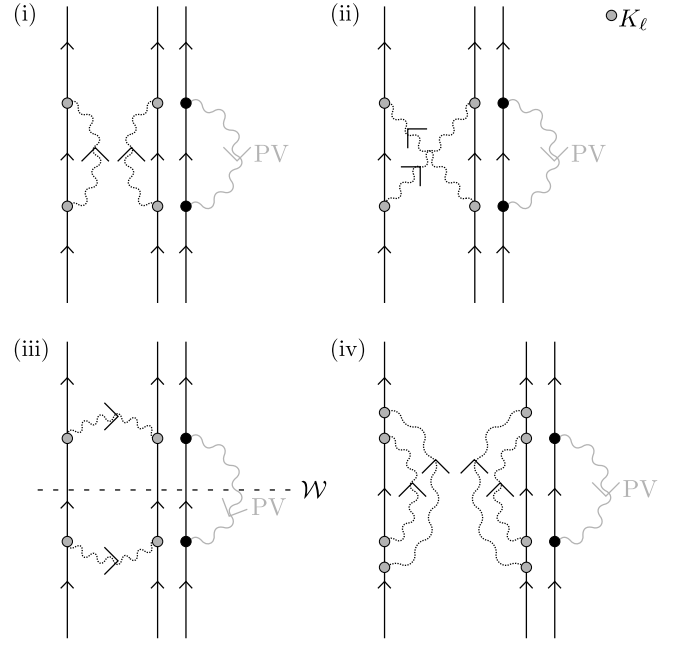 (i)
(ii)
K_ℓ
PV
PV
(iii)
(iv)
𝒲
PV
PV